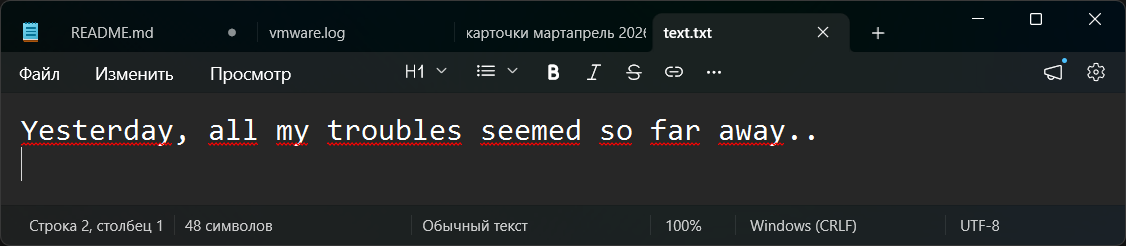 README.md vmware.log карточки мартапрель 2026 text.txt
Файл Изменить Просмотр H1 B I S
Yesterday, all my troubles seemed so far away..
Строка 2, столбец 1 48 символов Обычный текст 100% Windows (CRLF) UTF-8